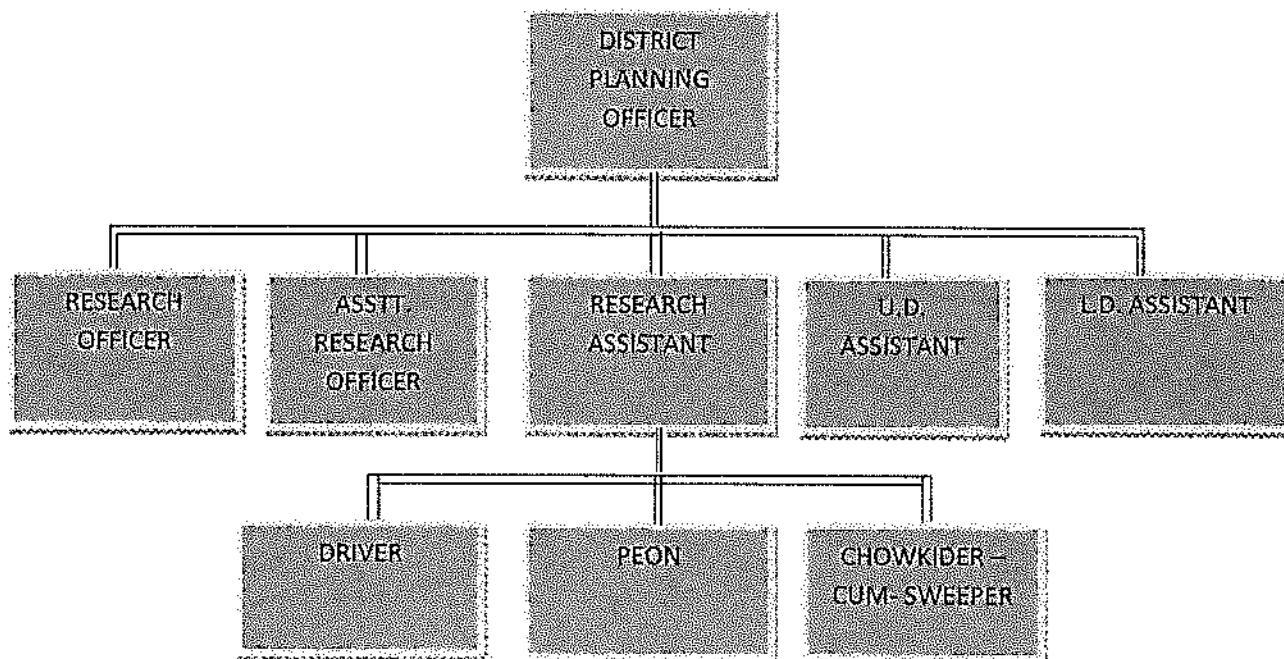 DISTRICT
PLANNING
OFFICER
RESEARCH
OFFICER
ASSTT.
RESEARCH
OFFICER
RESEARCH
ASSISTANT
U.D.
ASSISTANT
L.D. ASSISTANT
DRIVER
PEON
CHOWKIDER –
CUM- SWEEPER